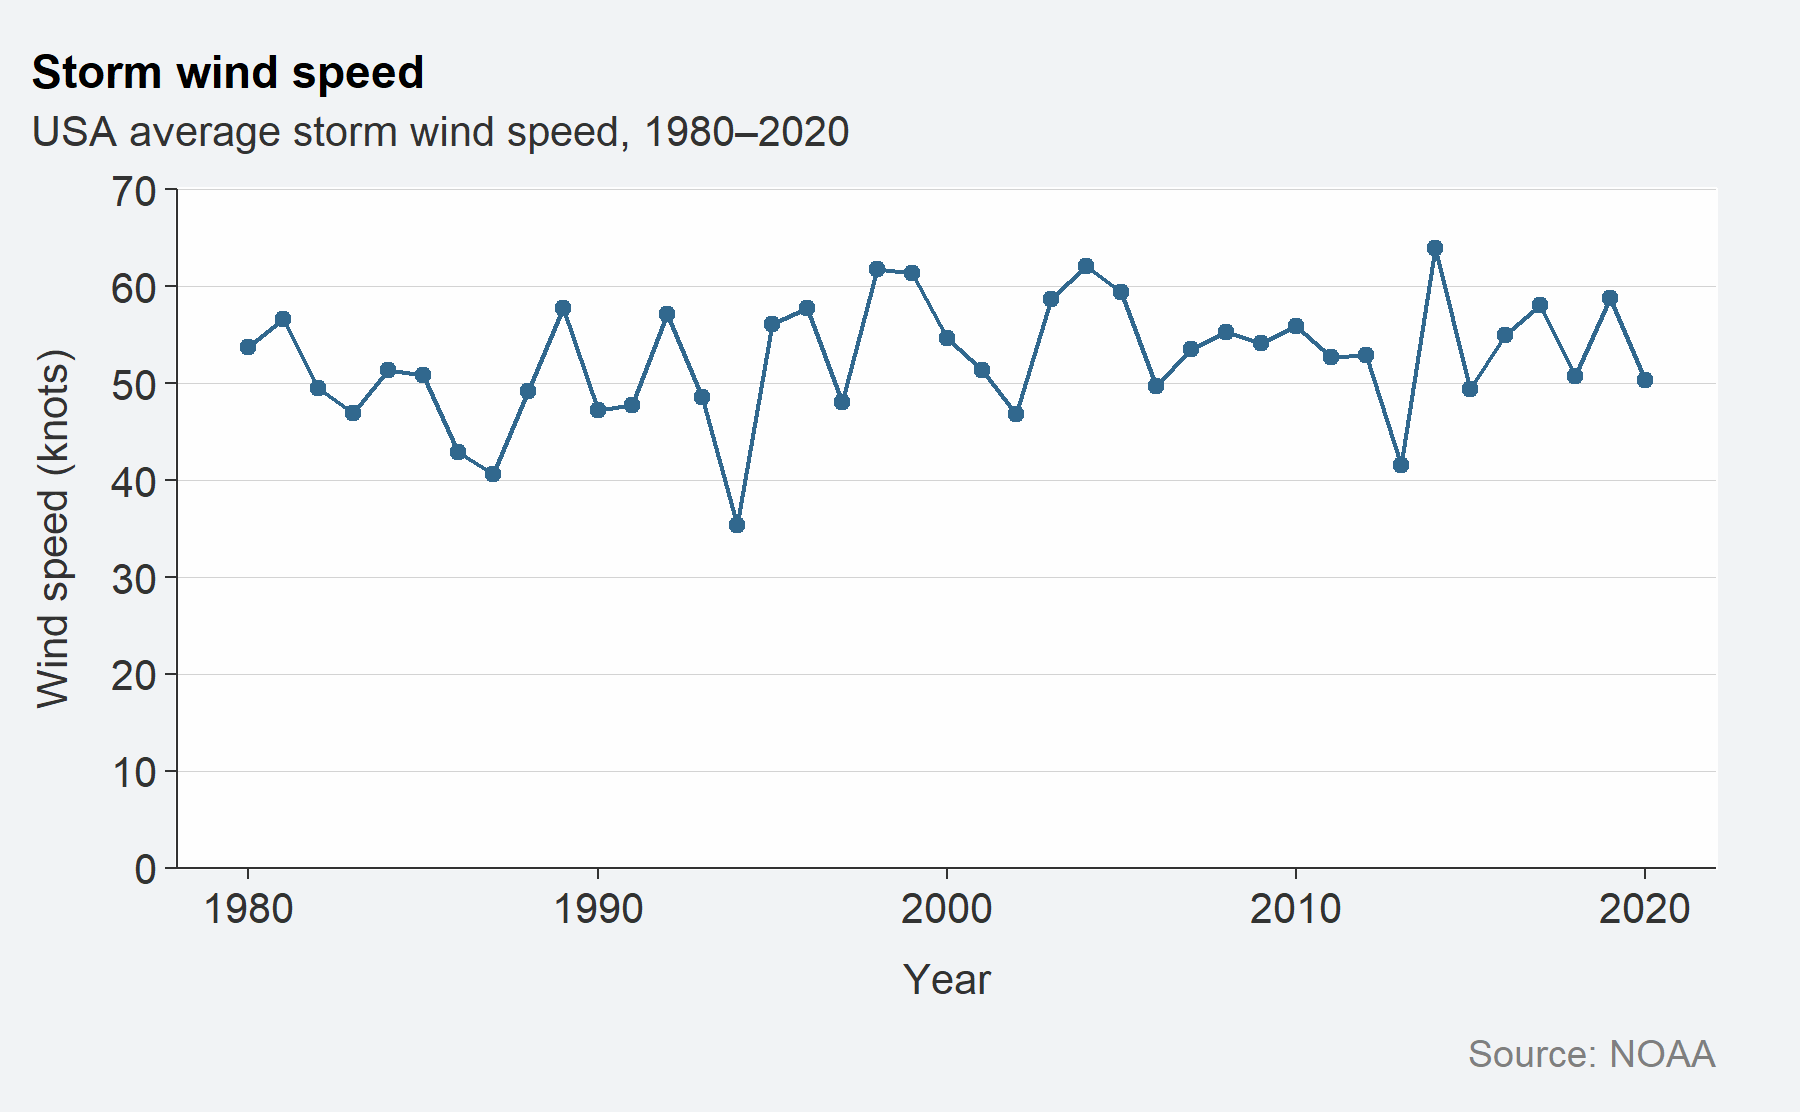 Storm wind speed
USA average storm wind speed, 1980–2020
70
60
50
40
30
20
10
0
Wind speed (knots)
1980 1990 2000 2010 2020
Year
Source: NOAA